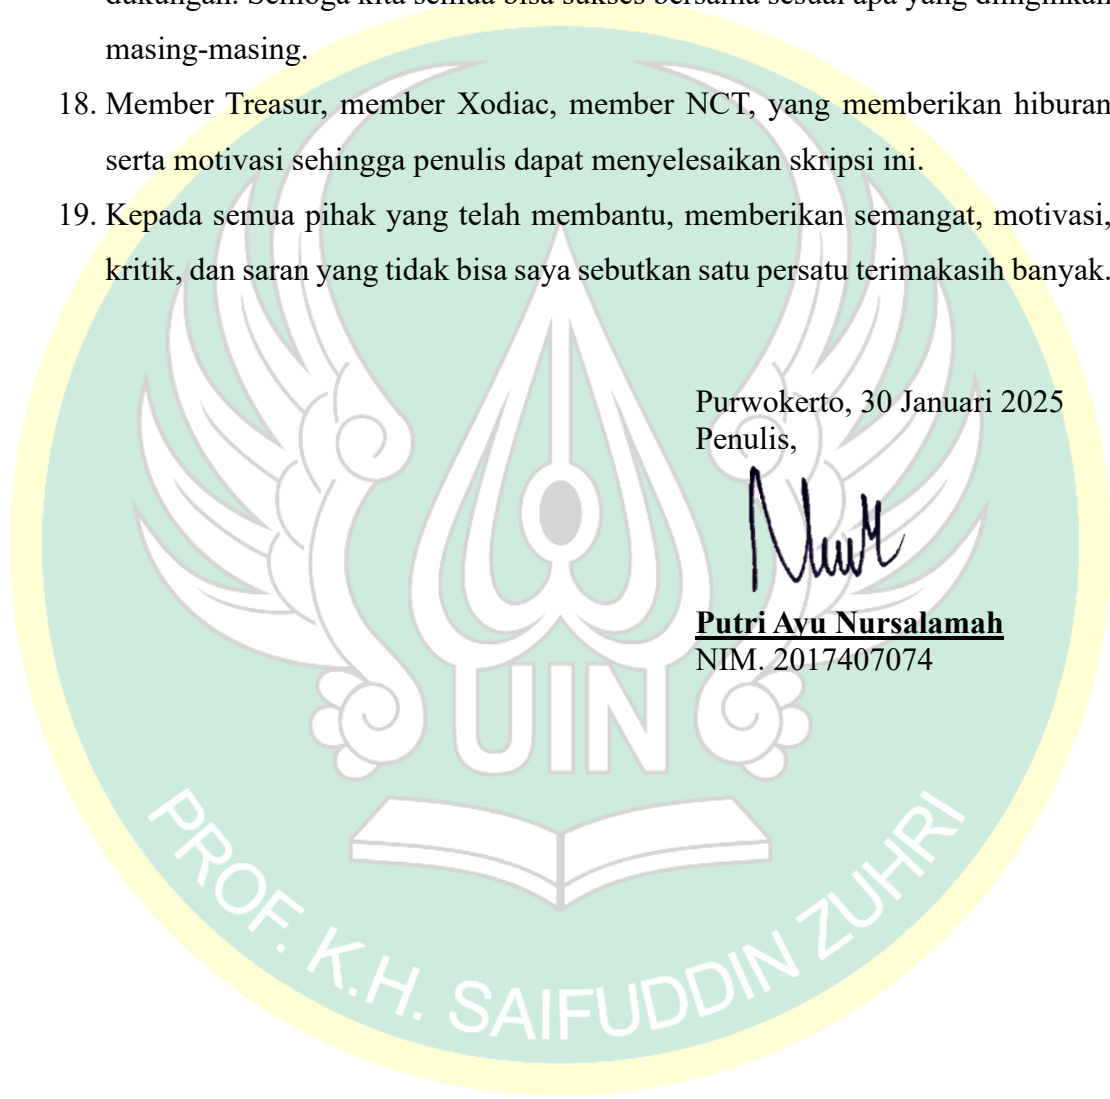 dukungan. Semoga kita semua bisa sukses bersama sesuai apa yang diinginkan
masing-masing.
18. Member Treasur, member Xodiac, member NCT, yang memberikan hiburan
serta motivasi sehingga penulis dapat menyelesaikan skripsi ini.
19. Kepada semua pihak yang telah membantu, memberikan semangat, motivasi,
kritik, dan saran yang tidak bisa saya sebutkan satu persatu terimakasih banyak.
Purwokerto, 30 Januari 2025
Penulis,
Putri Ayu Nursalamah
NIM. 2017407074
UIN
PROF. K.H. SAIFUDDIN ZUHRI